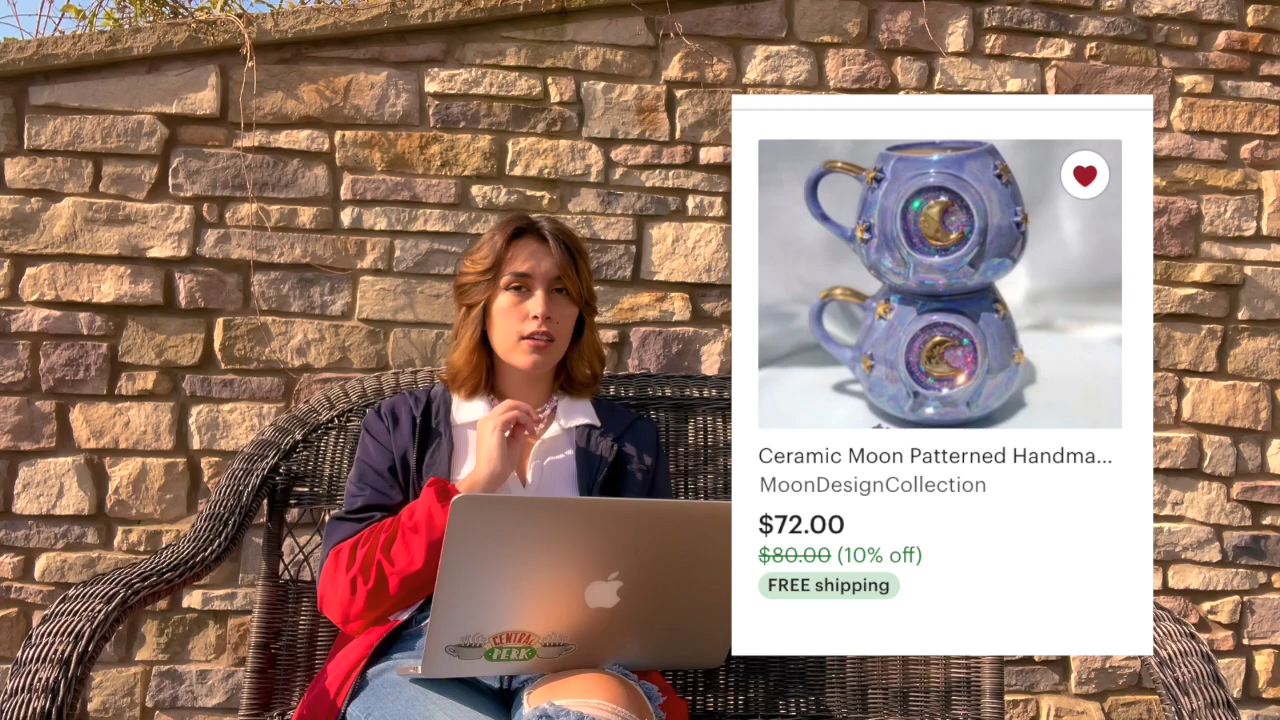 CENTRAL
PERK
Ceramic Moon Patterned Handma...
MoonDesignCollection
$72.00
$80.00 (10% off)
FREE shipping